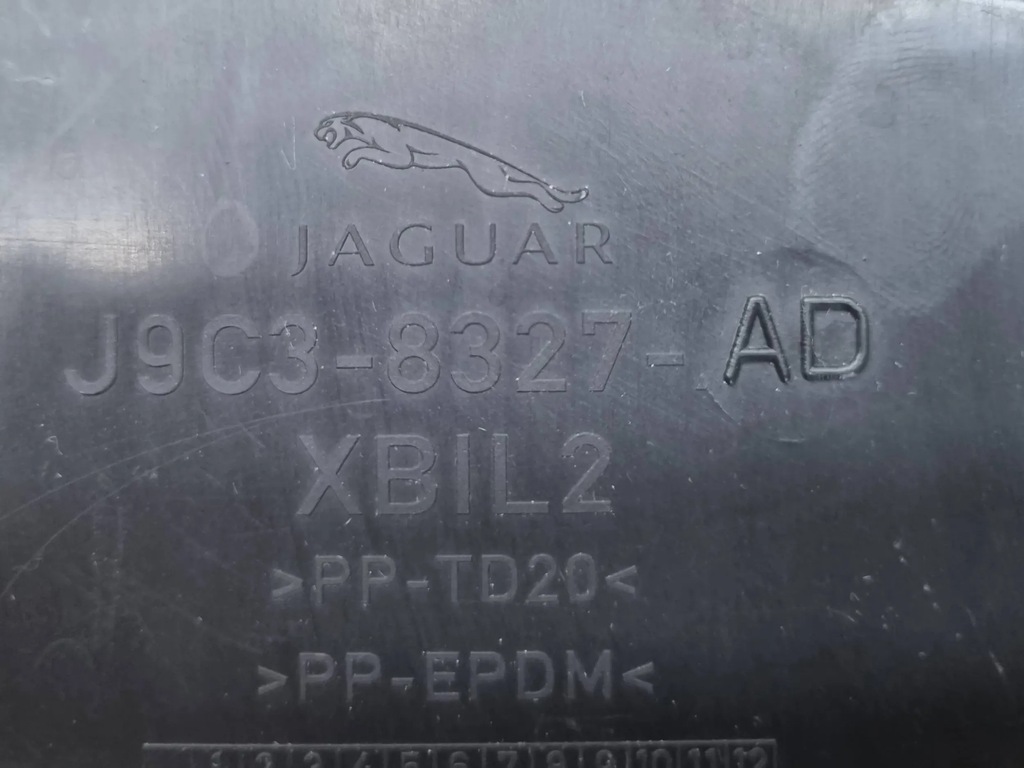 JAGUAR
J9C3-8327-AD
XBIL2
>PP-TD20<
>PP-EPDM<
1 2 3 4 5 6 7 8 9 10 11 12